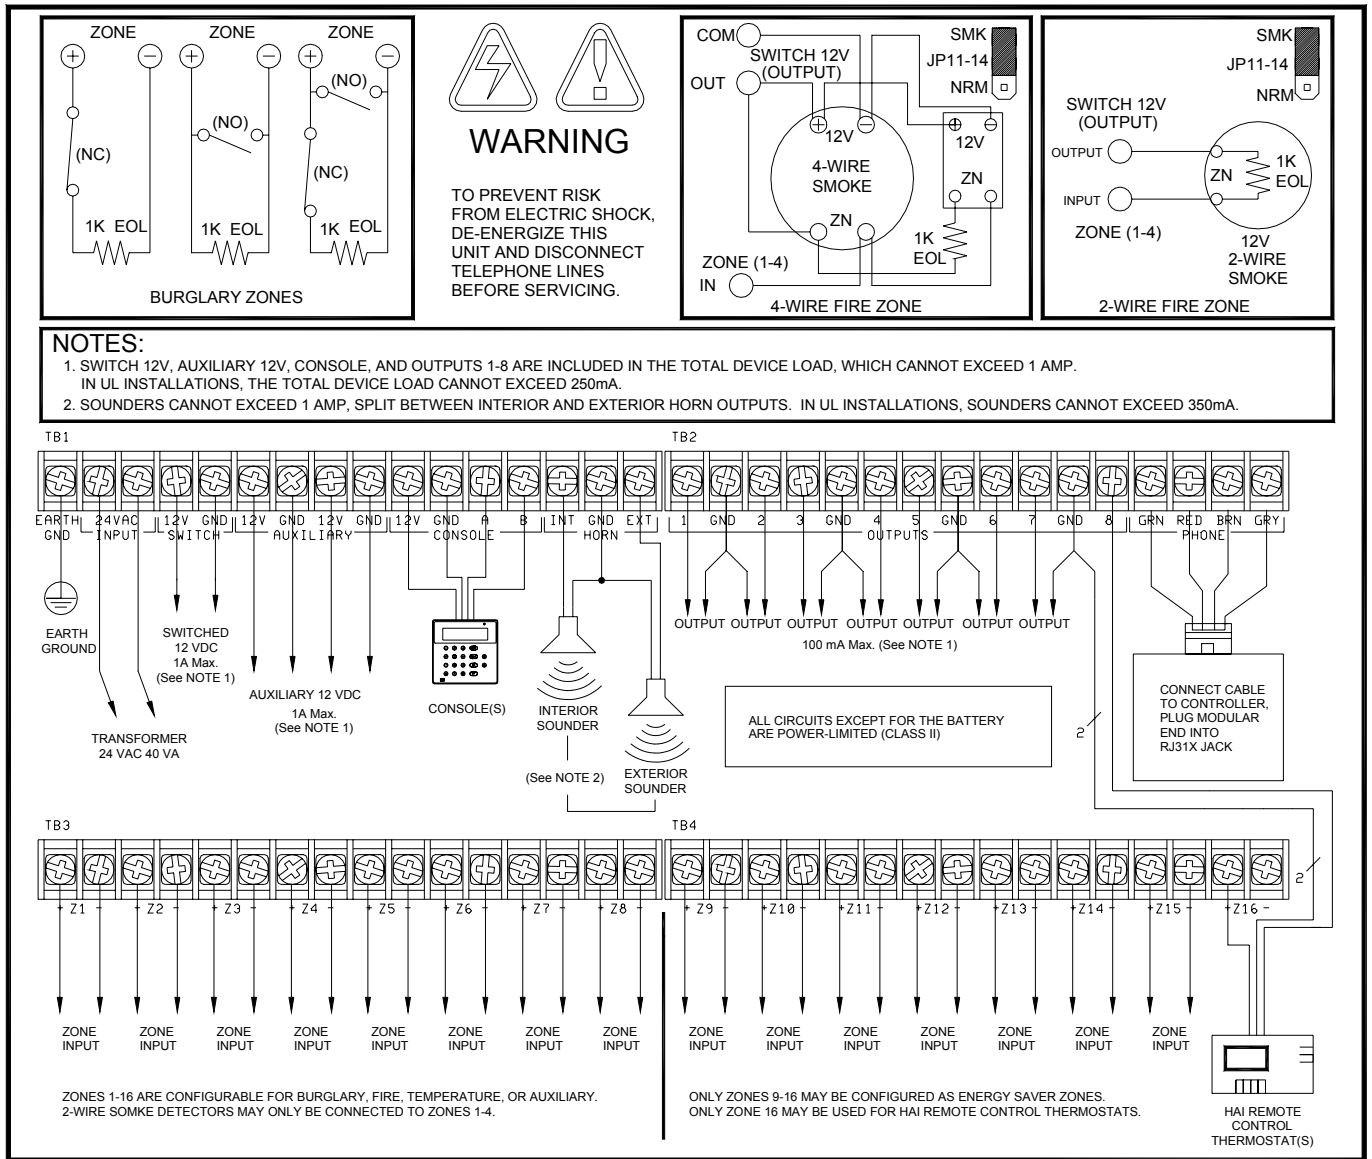 ZONE
ZONE
ZONE
(NO)
(NO)
(NC)
(NC)
1K EOL
1K EOL
1K EOL
BURGLARY ZONES
WARNING
TO PREVENT RISK
FROM ELECTRIC SHOCK,
DE-ENERGIZE THIS
UNIT AND DISCONNECT
TELEPHONE LINES
BEFORE SERVICING.
COM
SWITCH 12V
(OUTPUT)
OUT
SMK
JP11-14
NRM
12V
4-WIRE
SMOKE
ZN
12V
ZN
1K
EOL
ZONE (1-4)
IN
4-WIRE FIRE ZONE
SMK
JP11-14
NRM
SWITCH 12V
(OUTPUT)
OUTPUT
ZN
1K
EOL
INPUT
ZONE (1-4)
12V
2-WIRE
SMOKE
2-WIRE FIRE ZONE
NOTES:
1. SWITCH 12V, AUXILIARY 12V, CONSOLE, AND OUTPUTS 1-8 ARE INCLUDED IN THE TOTAL DEVICE LOAD, WHICH CANNOT EXCEED 1 AMP.
IN UL INSTALLATIONS, THE TOTAL DEVICE LOAD CANNOT EXCEED 250mA.
2. SOUNDERS CANNOT EXCEED 1 AMP, SPLIT BETWEEN INTERIOR AND EXTERIOR HORN OUTPUTS. IN UL INSTALLATIONS, SOUNDERS CANNOT EXCEED 350mA.
TB1
TB2
EARTH 24VAC 12V GND 12V GND 12V GND 12V GND A B INT GND EXT
GND INPUT SWITCH AUXILIARY CONSOLE HORN
1 GND 2 3 GND 4 5 GND 6 7 GND 8 GRN RED BRN GRY
OUTPUTS PHONE
EARTH
GROUND
TRANSFORMER
24 VAC 40 VA
SWITCHED
12 VDC
1A Max.
(See NOTE 1)
AUXILIARY 12 VDC
1A Max.
(See NOTE 1)
CONSOLE(S)
INTERIOR
SOUNDER
(See NOTE 2)
EXTERIOR
SOUNDER
OUTPUT OUTPUT OUTPUT OUTPUT OUTPUT OUTPUT OUTPUT
100 mA Max. (See NOTE 1)
ALL CIRCUITS EXCEPT FOR THE BATTERY
ARE POWER-LIMITED (CLASS II)
2
CONNECT CABLE
TO CONTROLLER,
PLUG MODULAR
END INTO
RJ31X JACK
TB3
TB4
2
+ Z1 - + Z2 - + Z3 - + Z4 - + Z5 - + Z6 - + Z7 - + Z8 -
+ Z9 - +Z10 - +Z11 - +Z12 - +Z13 - +Z14 - +Z15 - +Z16 -
ZONE ZONE ZONE ZONE ZONE ZONE ZONE ZONE
INPUT INPUT INPUT INPUT INPUT INPUT INPUT INPUT
ZONE ZONE ZONE ZONE ZONE ZONE ZONE
INPUT INPUT INPUT INPUT INPUT INPUT INPUT
ZONES 1-16 ARE CONFIGURABLE FOR BURGLARY, FIRE, TEMPERATURE, OR AUXILIARY.
2-WIRE SOMKE DETECTORS MAY ONLY BE CONNECTED TO ZONES 1-4.
ONLY ZONES 9-16 MAY BE CONFIGURED AS ENERGY SAVER ZONES.
ONLY ZONE 16 MAY BE USED FOR HAI REMOTE CONTROL THERMOSTATS.
HAI REMOTE
CONTROL
THERMOSTAT(S)